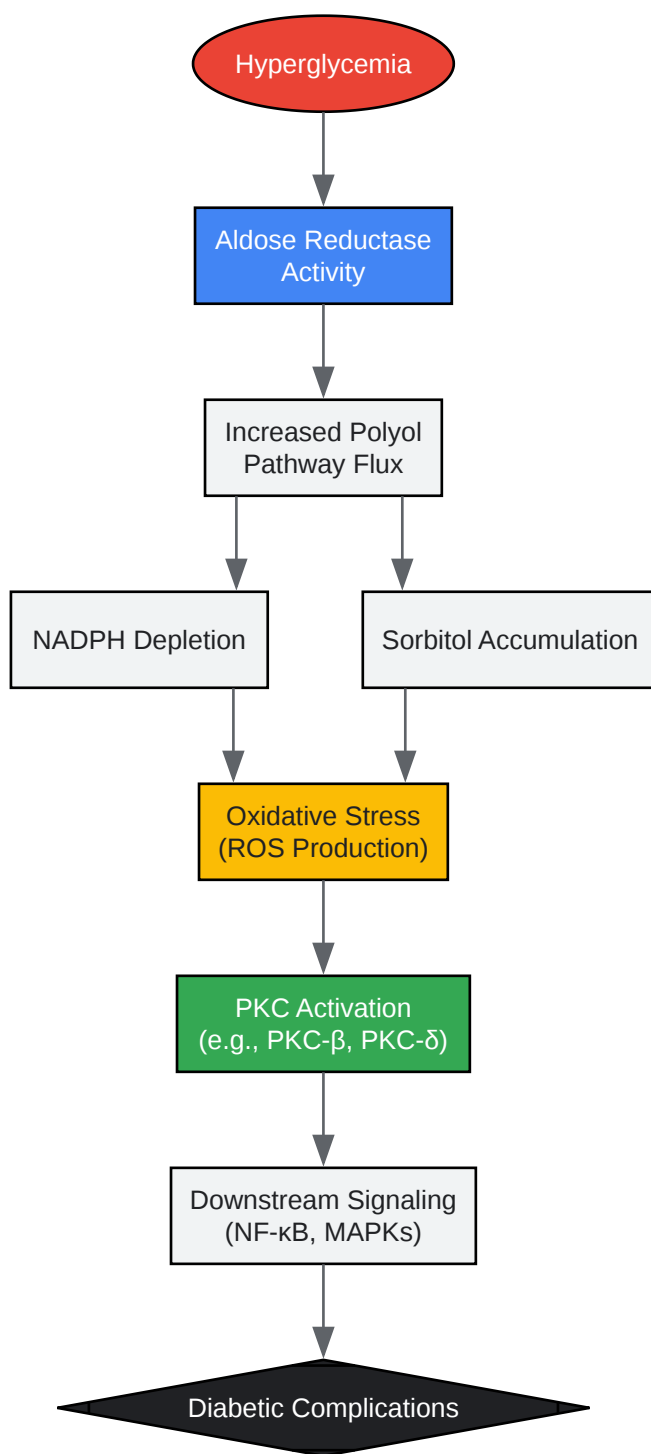 Hyperglycemia
Aldose Reductase
Activity
Increased Polyol
Pathway Flux
NADPH Depletion
Sorbitol Accumulation
Oxidative Stress
(ROS Production)
PKC Activation
(e.g., PKC-β, PKC-δ)
Downstream Signaling
(NF-κB, MAPKs)
Diabetic Complications